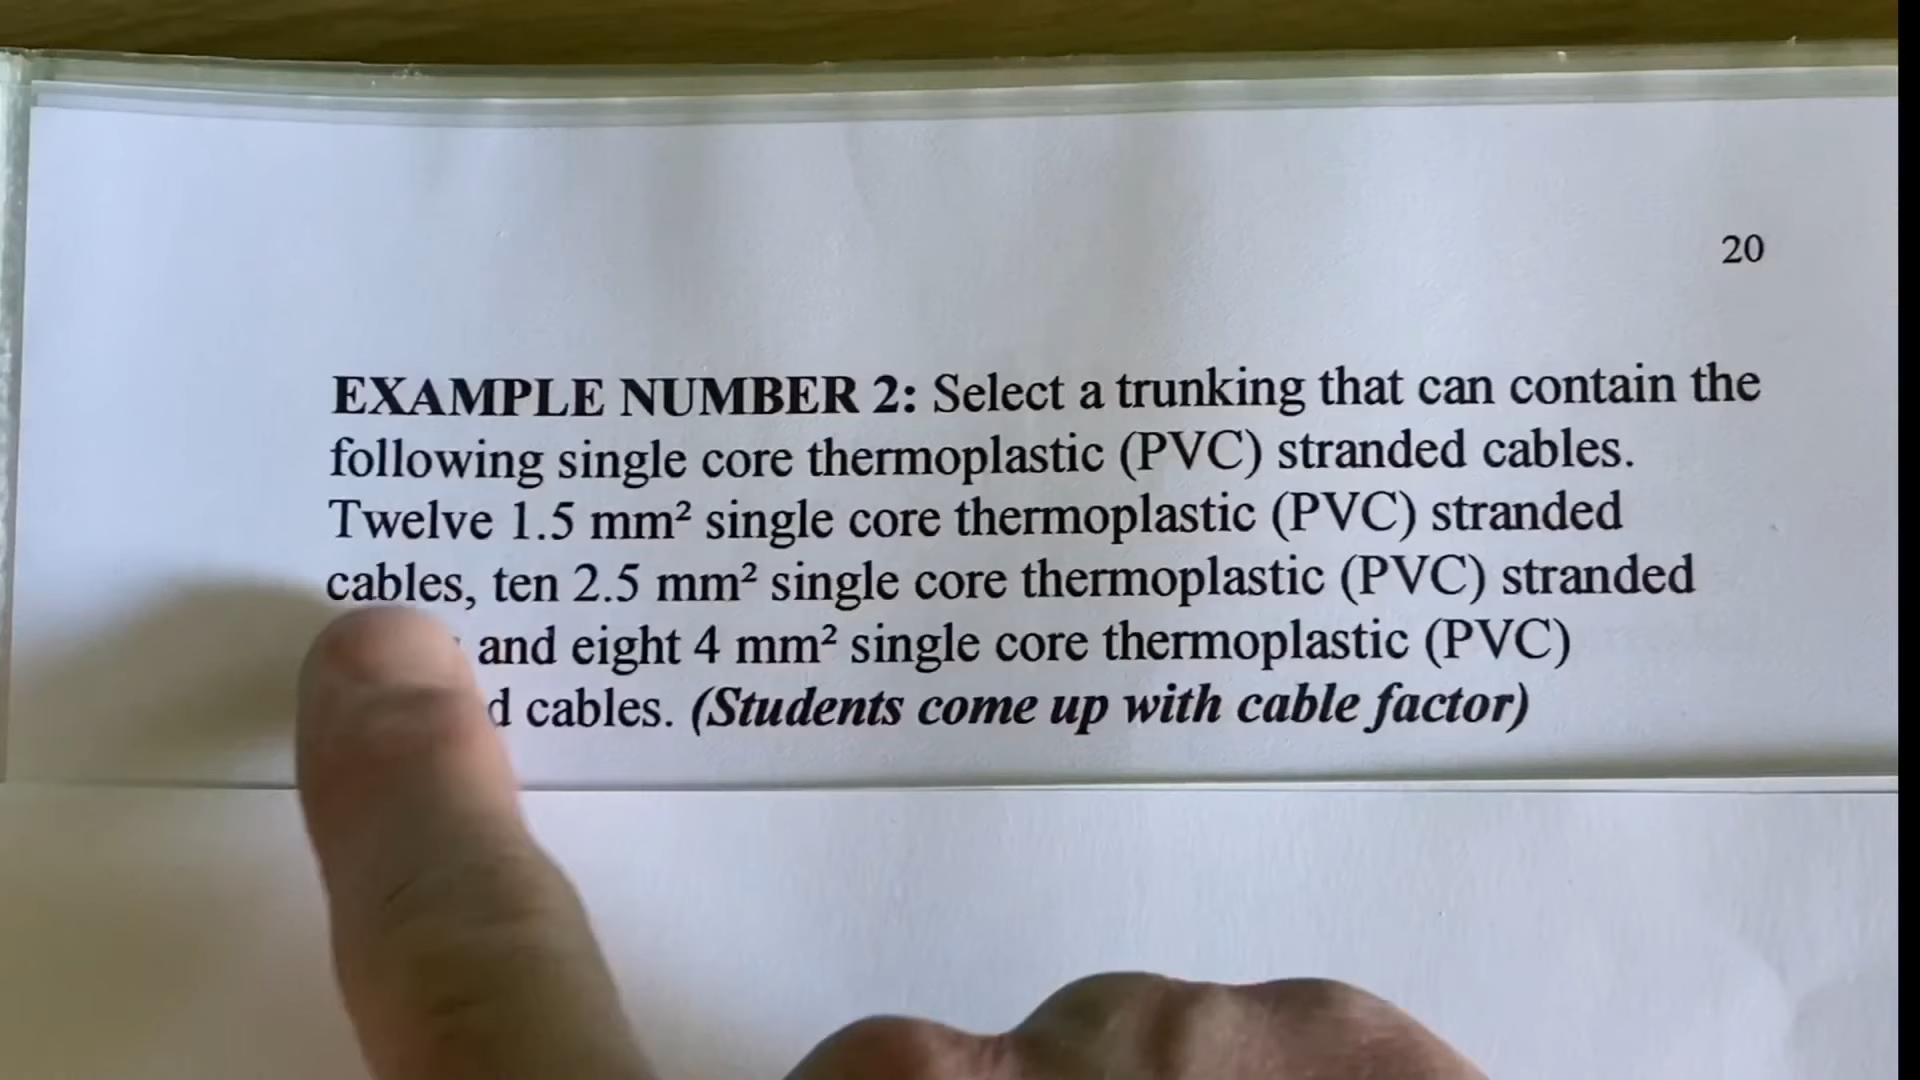 20
EXAMPLE NUMBER 2: Select a trunking that can contain the
following single core thermoplastic (PVC) stranded cables.
Twelve 1.5 mm² single core thermoplastic (PVC) stranded
cables, ten 2.5 mm² single core thermoplastic (PVC) stranded
and eight 4 mm² single core thermoplastic (PVC)
cables. (Students come up with cable factor)